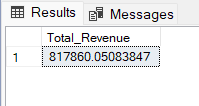 Results Messages
Total_Revenue
1 817860.05083847